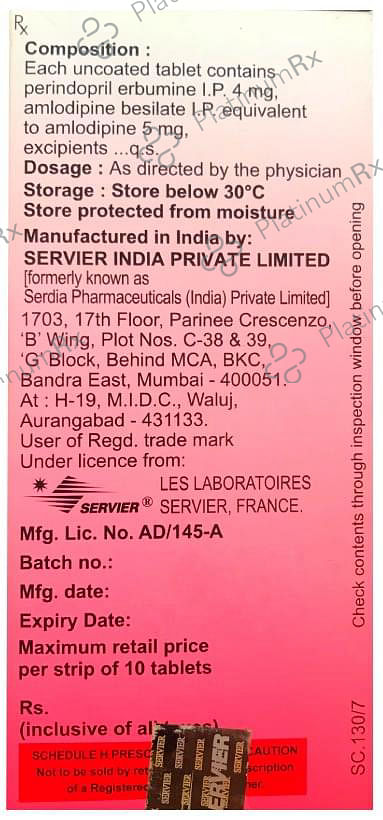 Rx
Composition :
Each uncoated tablet contains
perindopril erbumine I.P. 4 mg,
amlodipine besilate I.P. equivalent
to amlodipine 5 mg,
excipients ...q.s.
Dosage : As directed by the physician
Storage : Store below 30°C
Store protected from moisture
Manufactured in India by:
SERVIER INDIA PRIVATE LIMITED
[formerly known as
Serdia Pharmaceuticals (India) Private Limited]
1703, 17th Floor, Parinee Crescenzo,
'B' Wing, Plot Nos. C-38 & 39,
'G' Block, Behind MCA, BKC,
Bandra East, Mumbai - 400051.
At : H-19, M.I.D.C., Waluj,
Aurangabad - 431133.
User of Regd. trade mark
Under licence from:
LES LABORATOIRES
SERVIER® SERVIER, FRANCE.
Mfg. Lic. No. AD/145-A
Batch no.:
Mfg. date:
Expiry Date:
Maximum retail price
per strip of 10 tablets
Rs.
(inclusive of all
SCHEDULE H CAUTION
Not to be sold by
of a Registered
SERVIER
Check contents through inspection window before opening
SC.130/7
PlatinumRx